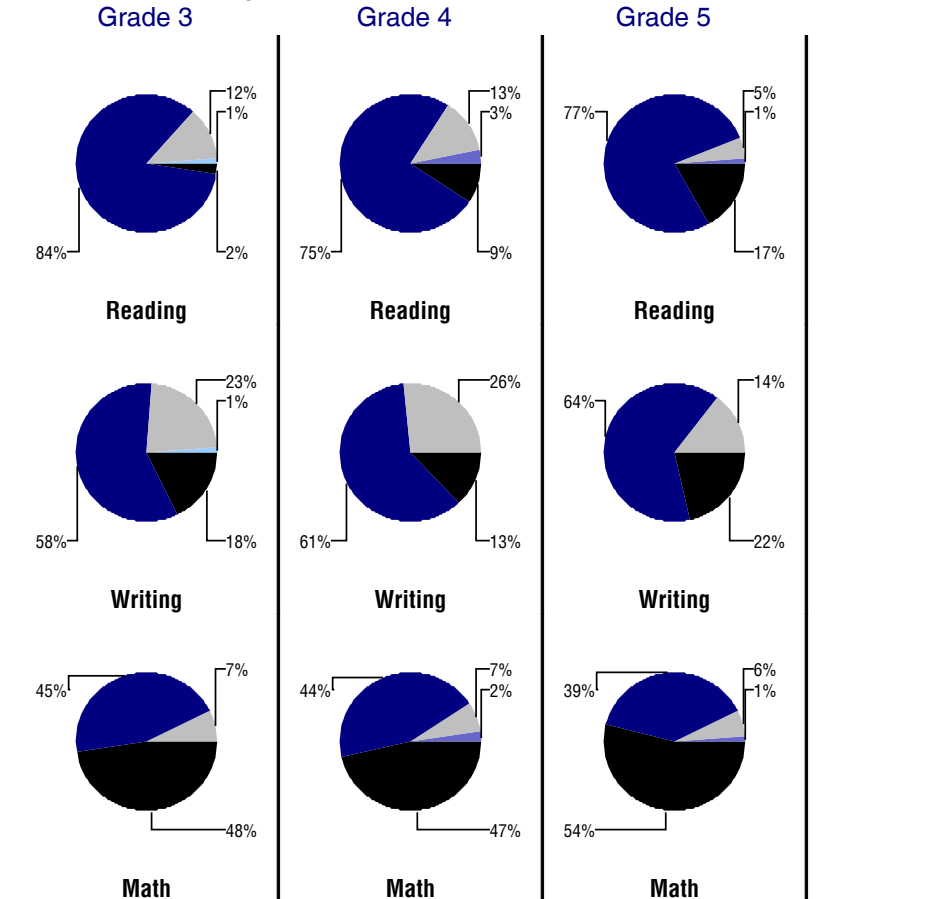 Grade 3 Grade 4 Grade 5
12% 13% 5%
1% 3% 77% 1%
84% 2% 75% 9% 17%
Reading Reading Reading
23% 26% 14%
1% 64%
58% 18% 61% 13% 22%
Writing Writing Writing
7% 7% 6%
45% 44% 2% 39% 1%
48% 47% 54%
Math Math Math